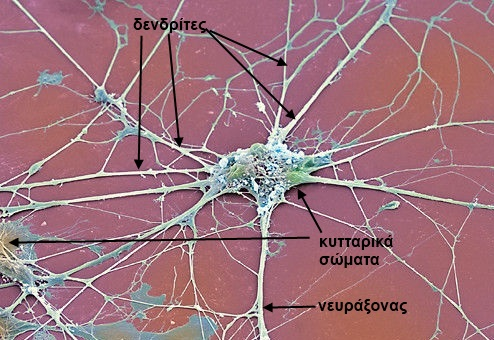 δενδρίτες
κυτταρικά
σώματα
νευράξονας